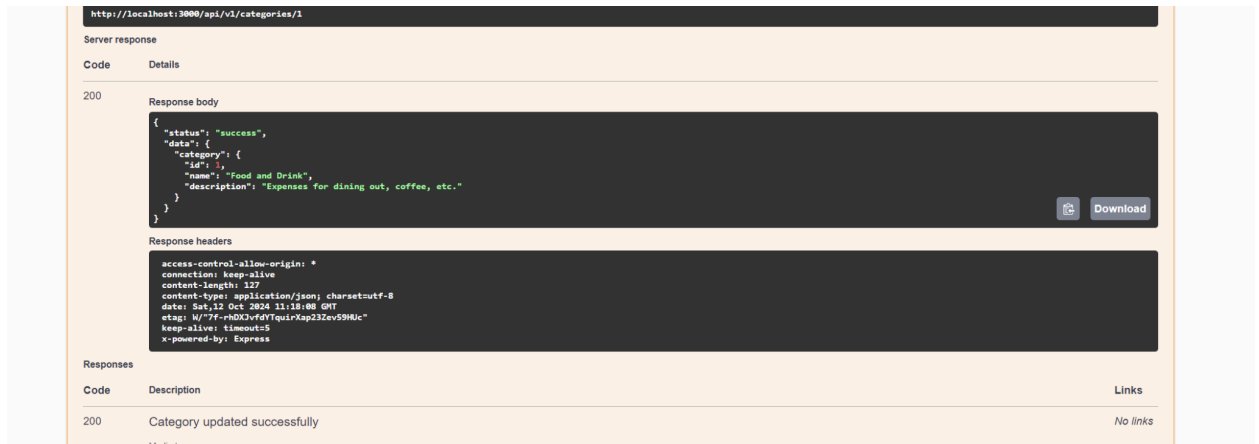 http://localhost:3000/api/v1/categories/1
Server response
Code Details
200
Response body
{
  "status": "success",
  "data": {
    "category": {
      "id": 1,
      "name": "Food and Drink",
      "description": "Expenses for dining out, coffee, etc."
    }
  }
}
Download
Response headers
access-control-allow-origin: *
connection: keep-alive
content-length: 127
content-type: application/json; charset=utf-8
date: Sat,12 Oct 2024 11:18:08 GMT
etag: W/"7f-rhDXJvfdYTquirXap23Zev59HUc"
keep-alive: timeout=5
x-powered-by: Express
Responses
Code Description Links
200 Category updated successfully No links